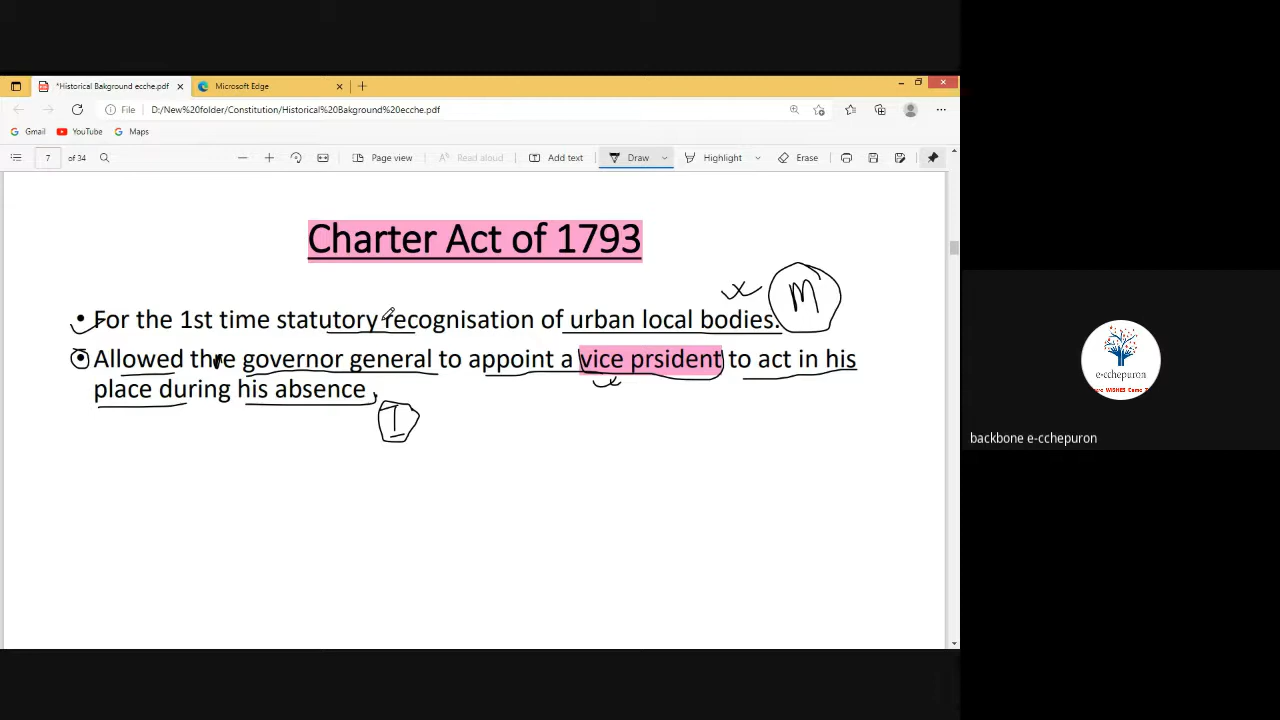 *Historical Bakground ecche.pdf
Microsoft Edge
File D:/New%20folder/Constitution/Historical%20Bakground%20ecche.pdf
Gmail YouTube Maps
7 of 34 Page view Read aloud Add text Draw Highlight Erase
Charter Act of 1793
M
• For the 1st time statutory recognisation of urban local bodies.
• Allowed thre governor general to appoint a vice prsident to act in his
place during his absence
I
e-cchepuron
backbone e-cchepuron